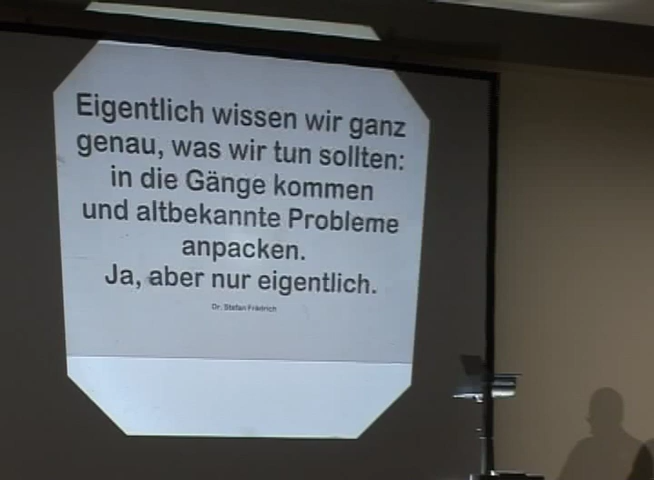 Eigentlich wissen wir ganz
genau, was wir tun sollten:
in die Gänge kommen
und altbekannte Probleme
anpacken.
Ja, aber nur eigentlich.
Dr. Stefan Frädrich